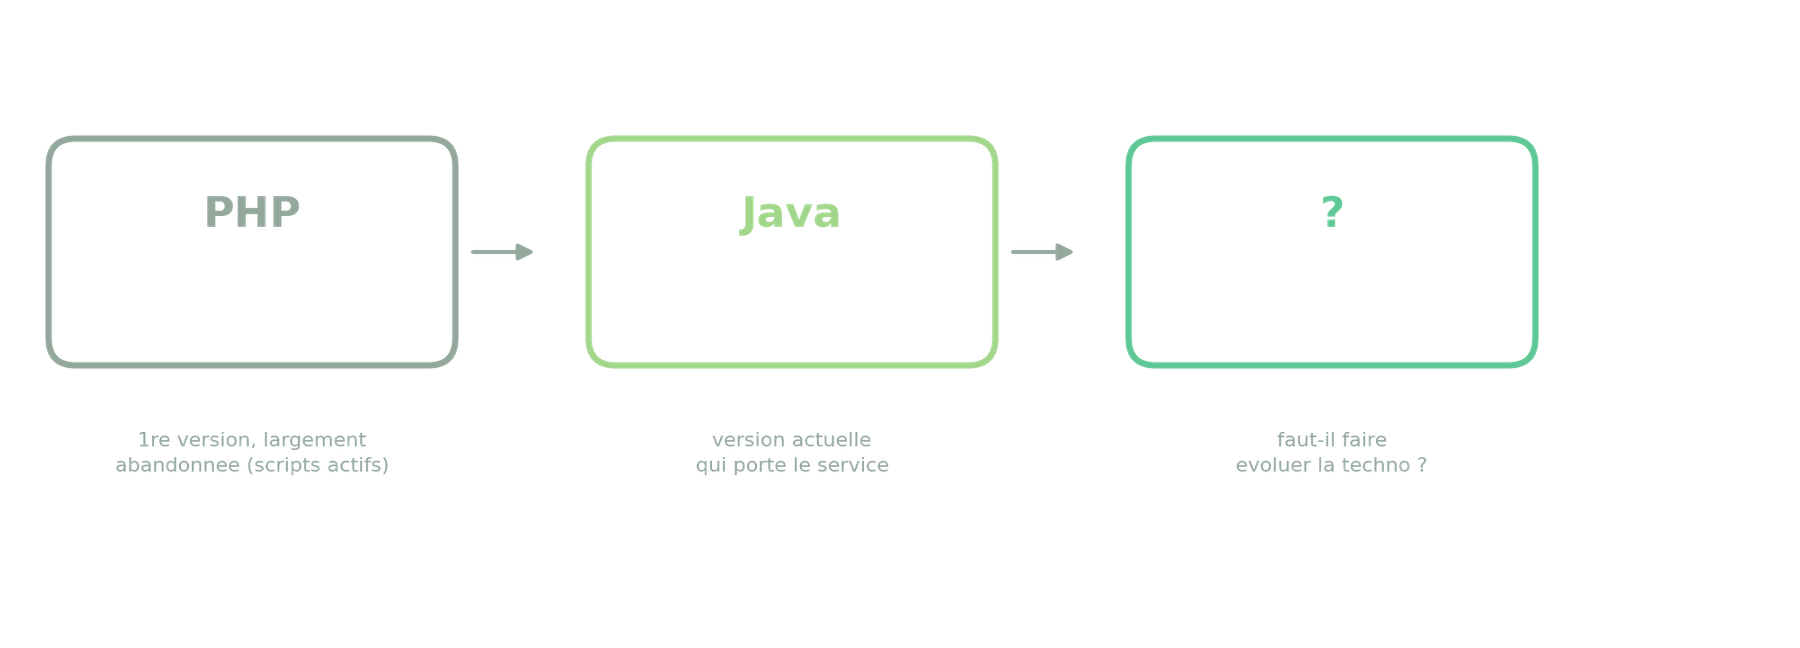 PHP
Java
?
1re version, largement
abandonnee (scripts actifs)
version actuelle
qui porte le service
faut-il faire
evoluer la techno ?